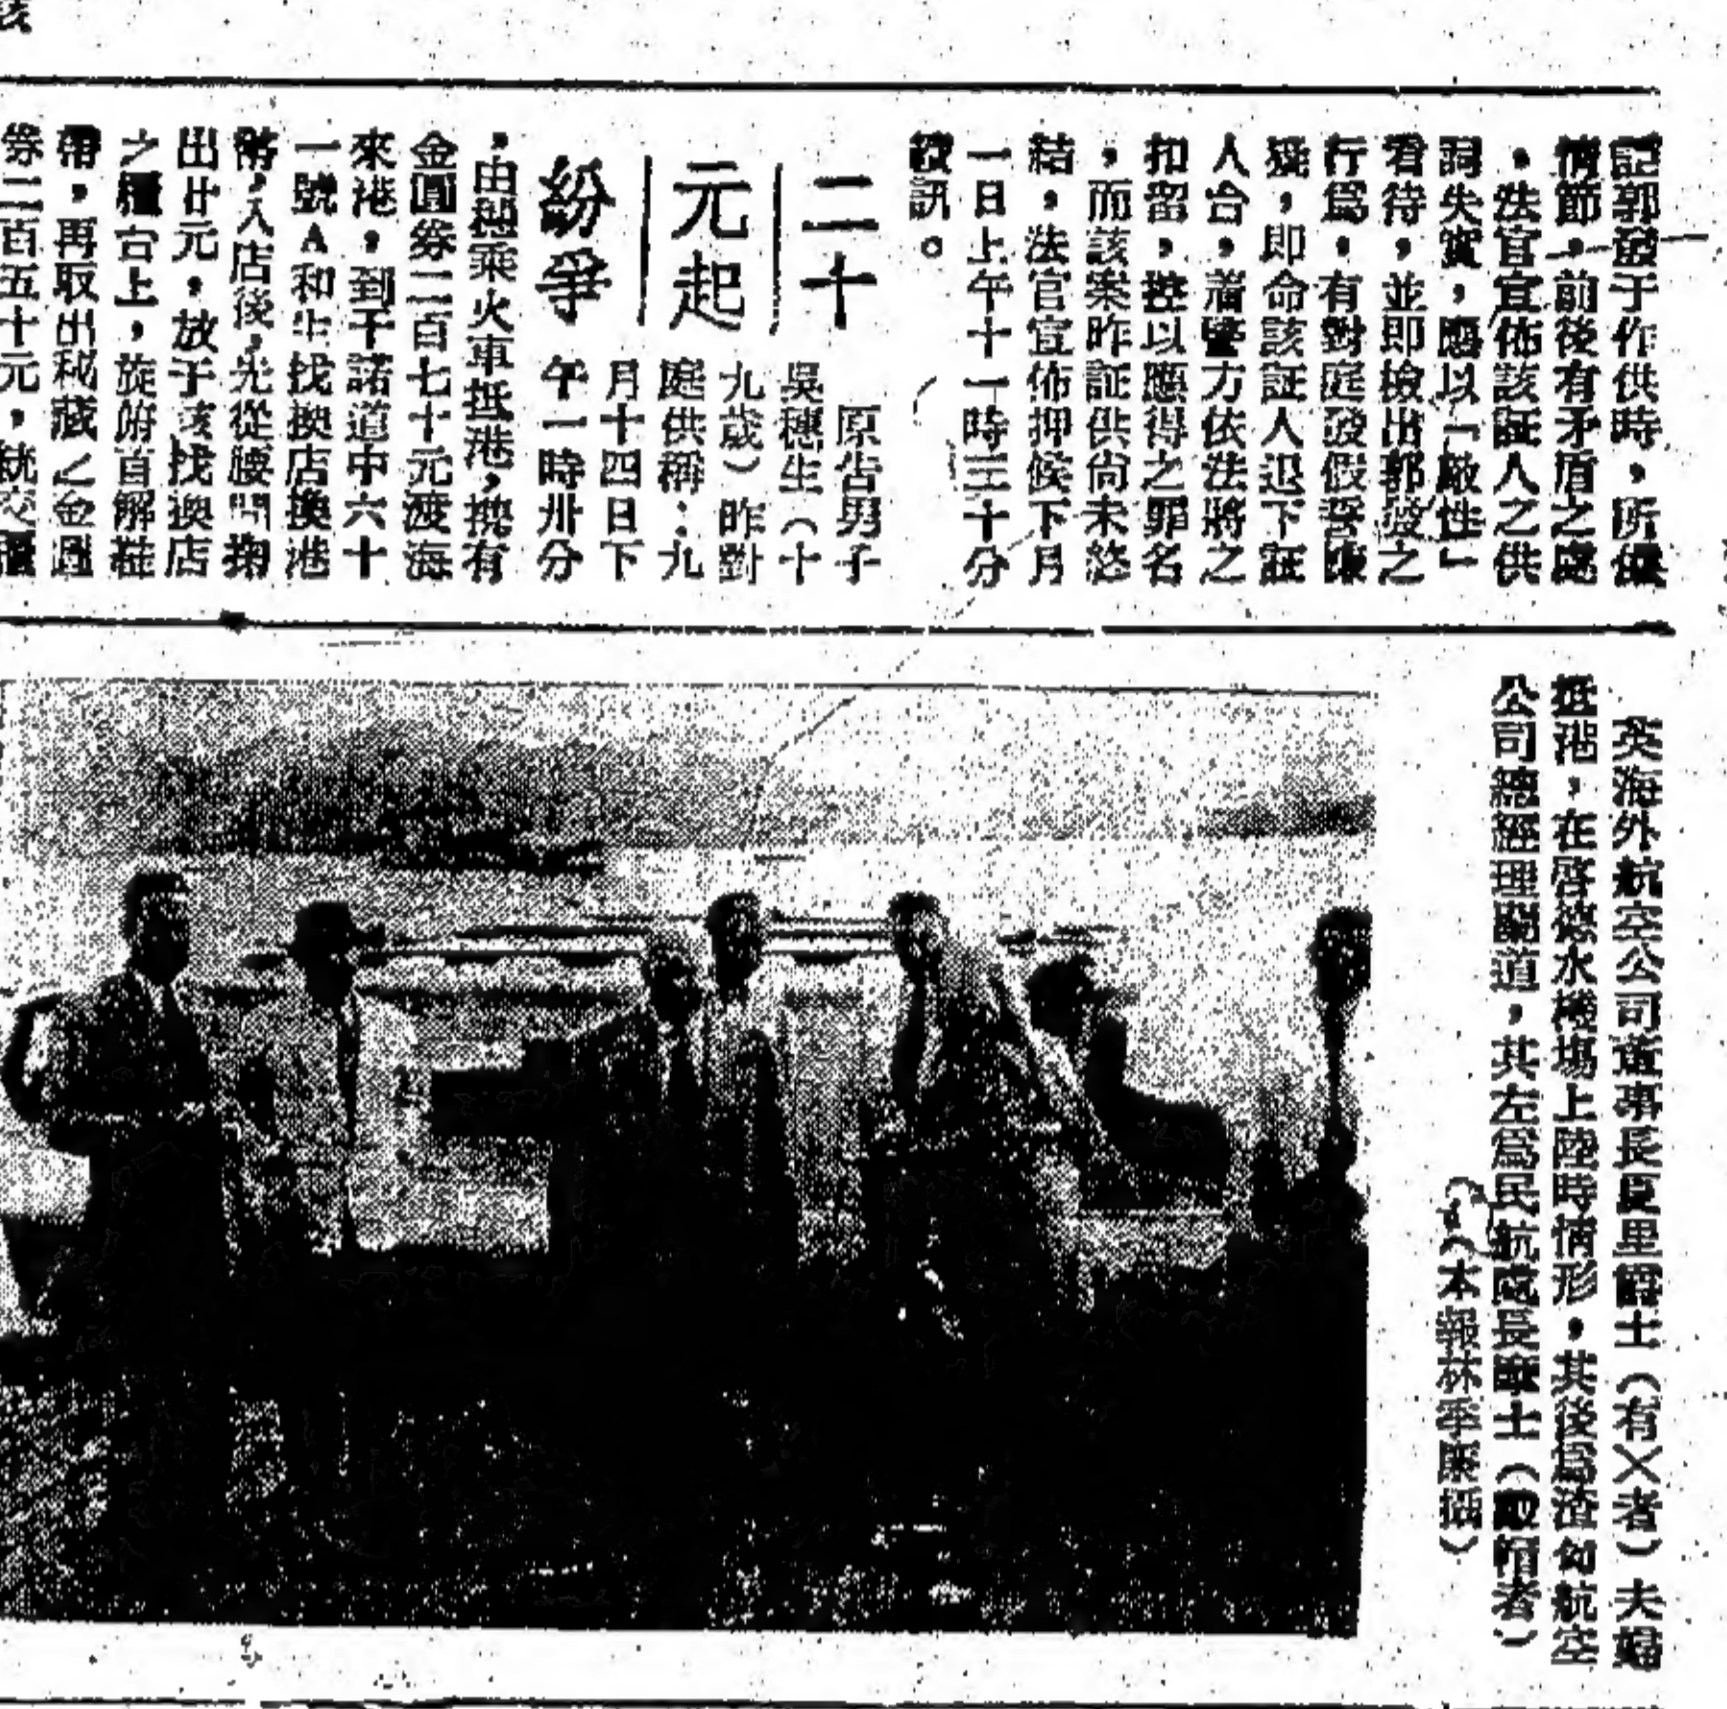 記郭發于作供時，所供
情節，前後有矛盾之處
，法官宣佈該証人之供
詞失實，應以「敵性」
看待，並即檢出郭發之
行爲，有對庭發假誓嫌
疑，即命該証人退下証
人台，着警方依法將之
扣留，控以應得之罪名
，而該案昨証供尚未終
結，法官宣佈押候下月
一日上午十一時三十分
續訊。
二十
元起
紛爭
原告男子
吳穗生（十
九歲）昨對
庭供稱：九
月十四日下
午一時卅分
，由穗乘火車抵港，携有
金圓券二百七十元渡海
來港，到干諾道中六十
一號A和生找換店換港
幣，入店後，先從腰間掏
出廿元，放于該找換店
之櫃台上，旋俯首解鞋
帶，再取出秘藏之金圓
券二百五十元，統交櫃
英海外航空公司董事長夏里爵士（有╳者）夫婦
抵港，在啓德水機塲上陸時情形，其後爲渣甸航空
公司總經理關道，其左爲民航處長摩士（戴帽者）
（本報林季廉攝）